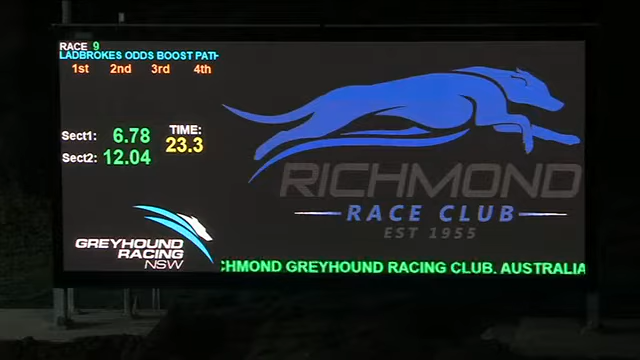 RACE 9
LADBROKES ODDS BOOST PATH
1st 2nd 3rd 4th
Sect1: 6.78
Sect2: 12.04
TIME:
23.3
RICHMOND
RACE CLUB
EST 1955
GREYHOUND
RACING
NSW
CHMOND GREYHOUND RACING CLUB. AUSTRALIA